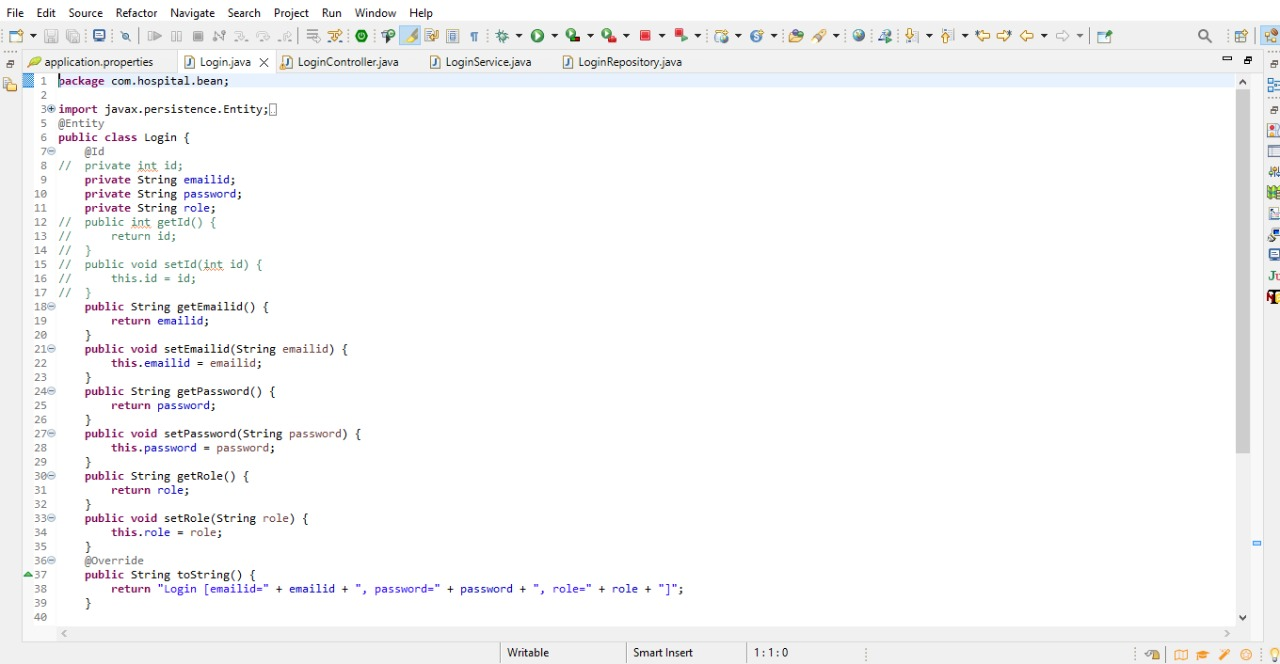 File Edit Source Refactor Navigate Search Project Run Window Help
application.properties Login.java LoginController.java LoginService.java LoginRepository.java
1 package com.hospital.bean;
2
3 import javax.persistence.Entity;
5 @Entity
6 public class Login {
7 @Id
8 // private int id;
9 private String emailid;
10 private String password;
11 private String role;
12 // public int getId() {
13 // return id;
14 // }
15 // public void setId(int id) {
16 // this.id = id;
17 // }
18 public String getEmailid() {
19 return emailid;
20 }
21 public void setEmailid(String emailid) {
22 this.emailid = emailid;
23 }
24 public String getPassword() {
25 return password;
26 }
27 public void setPassword(String password) {
28 this.password = password;
29 }
30 public String getRole() {
31 return role;
32 }
33 public void setRole(String role) {
34 this.role = role;
35 }
36 @Override
37 public String toString() {
38 return "Login [emailid=" + emailid + ", password=" + password + ", role=" + role + "]";
39 }
40
Writable Smart Insert 1:1:0